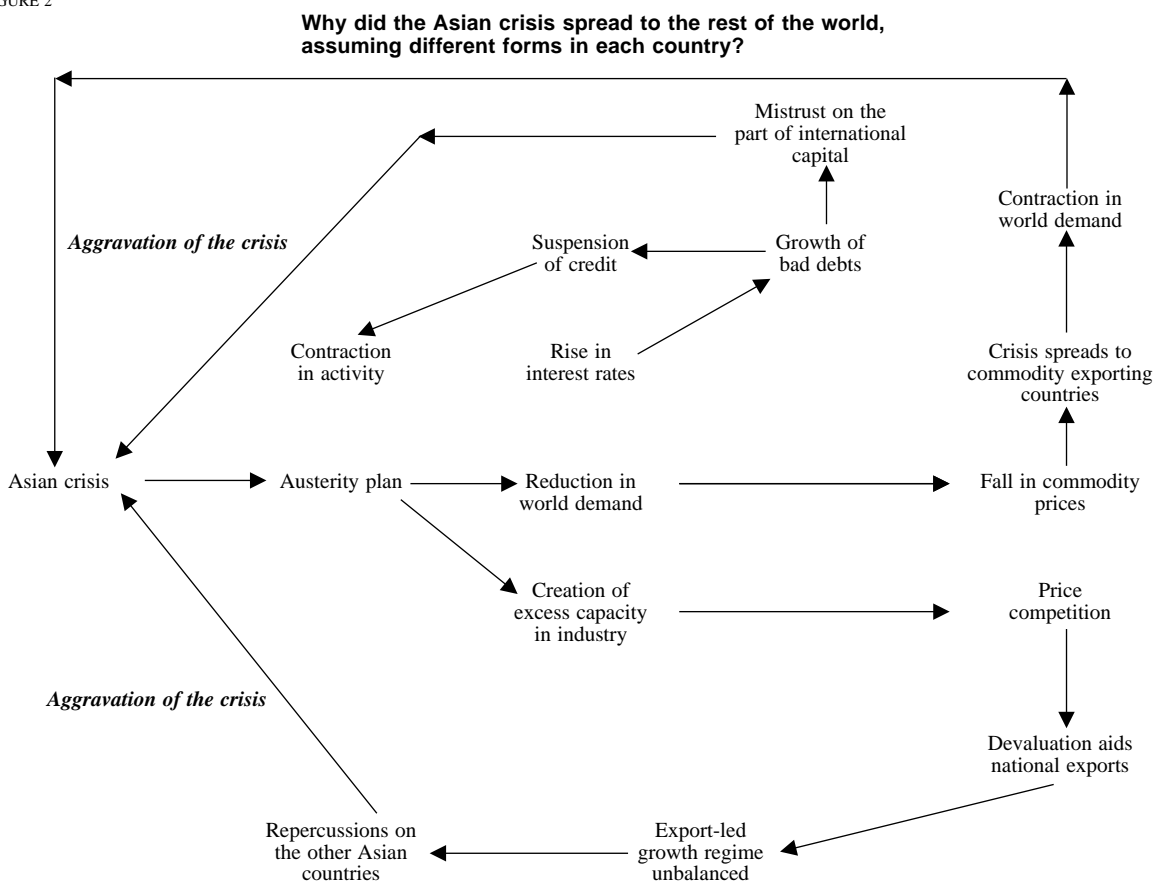 GURE 2
Why did the Asian crisis spread to the rest of the world,
assuming different forms in each country?
Mistrust on the
part of international
capital
Contraction in
world demand
Aggravation of the crisis
Suspension
of credit
Growth of
bad debts
Contraction
in activity
Rise in
interest rates
Crisis spreads to
commodity exporting
countries
Asian crisis
Austerity plan
Reduction in
world demand
Fall in commodity
prices
Creation of
excess capacity
in industry
Price
competition
Aggravation of the crisis
Devaluation aids
national exports
Repercussions on
the other Asian
countries
Export-led
growth regime
unbalanced